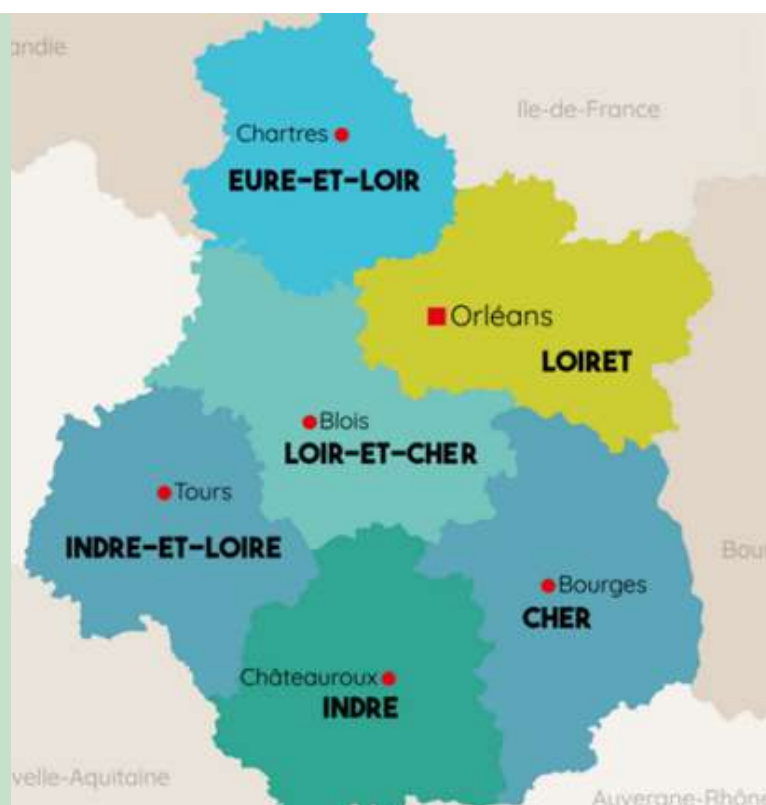 andie
Ile-de-France
Chartres
EURE-ET-LOIR
Orléans
LOIRET
Blois
LOIR-ET-CHER
Tours
INDRE-ET-LOIRE
Bou
Bourges
CHER
Châteauroux
INDRE
velle-Aquitaine
Auvergne-Rhône